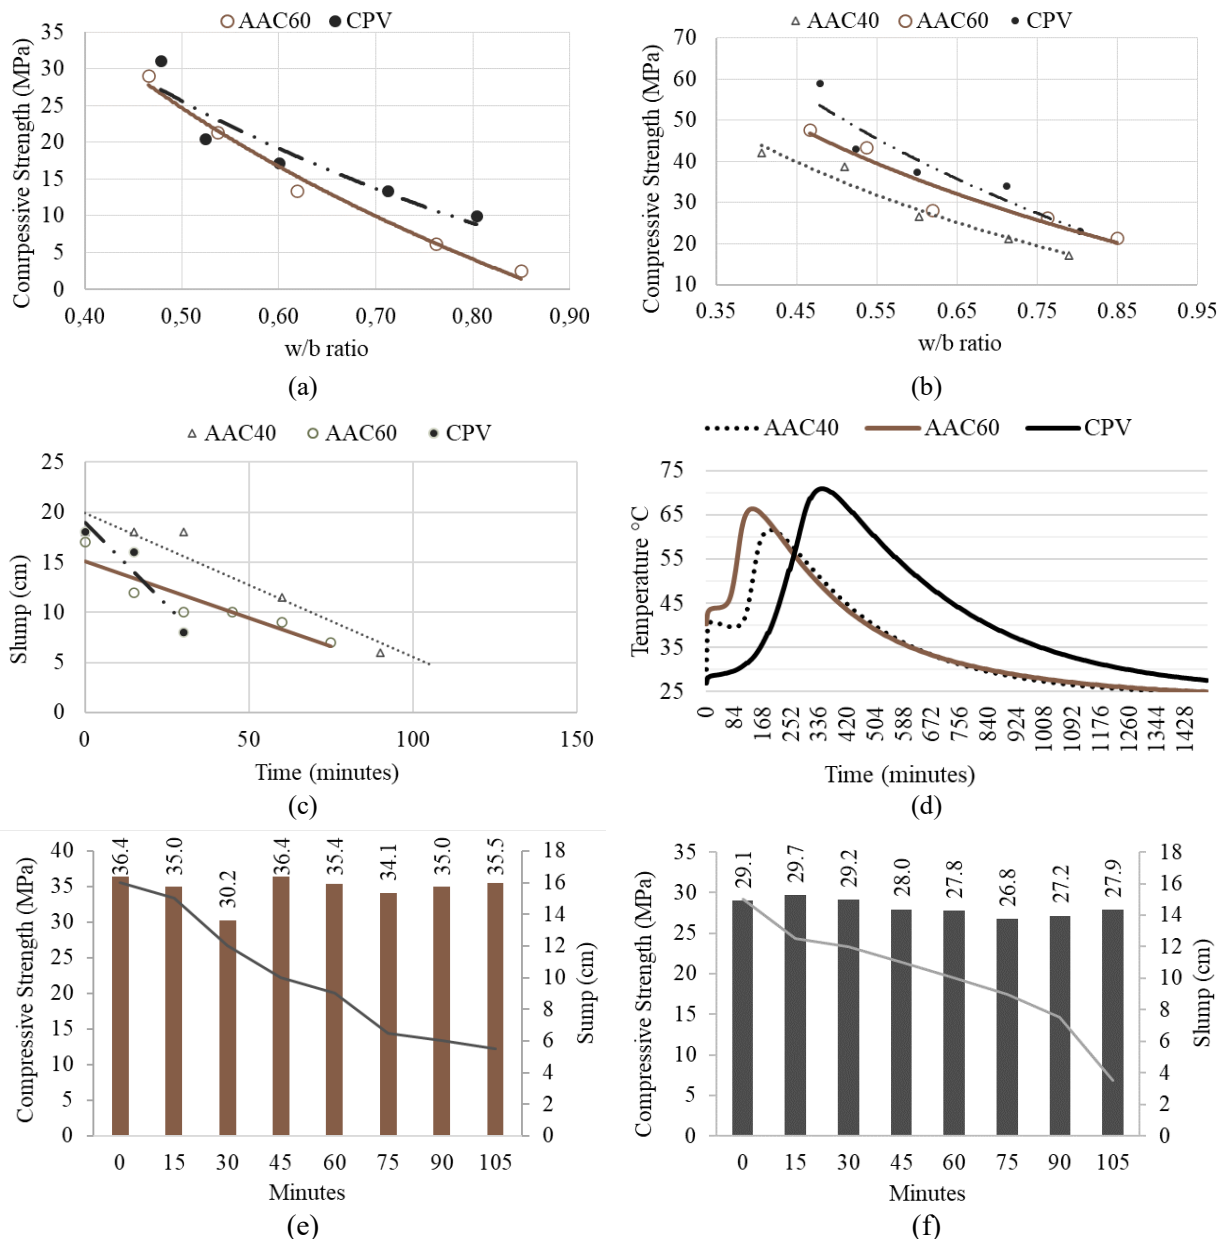 AAC60 CPV
Compessive Strength (MPa)
35
30
25
20
15
10
5
0
0,40 0,50 0,60 0,70 0,80 0,90
w/b ratio
(a)
AAC40 AAC60 CPV
Compressive Strength (MPa)
70
60
50
40
30
20
10
0.35 0.45 0.55 0.65 0.75 0.85 0.95
w/b ratio
(b)
AAC40 AAC60 CPV
Slump (cm)
25
20
15
10
5
0
0 50 100 150
Time (minutes)
(c)
AAC40 AAC60 CPV
Temperature °C
75
65
55
45
35
25
0 84 168 252 336 420 504 588 672 756 840 924 1008 1092 1176 1260 1344 1428
Time (minutes)
(d)
Compressive Strength (MPa)
40
35
30
25
20
15
10
5
0
36.4 35.0 30.2 36.4 35.4 34.1 35.0 35.5
18
16
14
12
10
8
6
4
2
0
Sump (cm)
0 15 30 45 60 75 90 105
Minutes
(e)
Compressive Strength (MPa)
35
30
25
20
15
10
5
0
29.1 29.7 29.2 28.0 27.8 26.8 27.2 27.9
18
16
14
12
10
8
6
4
2
0
Slump (cm)
0 15 30 45 60 75 90 105
Minutes
(f)